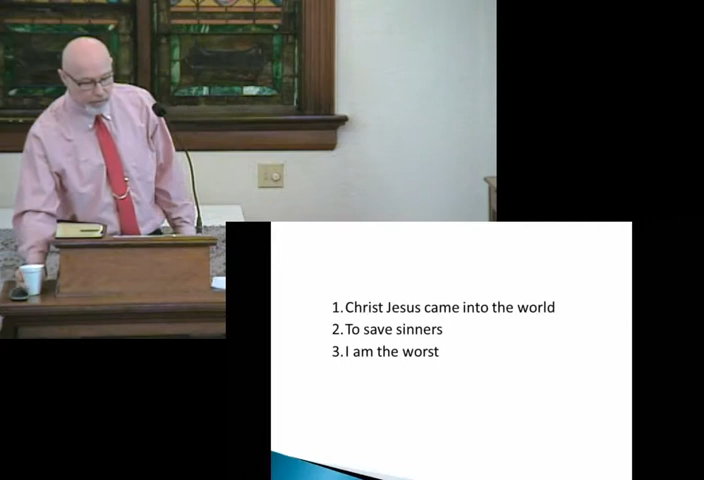 1. Christ Jesus came into the world
2. To save sinners
3. I am the worst